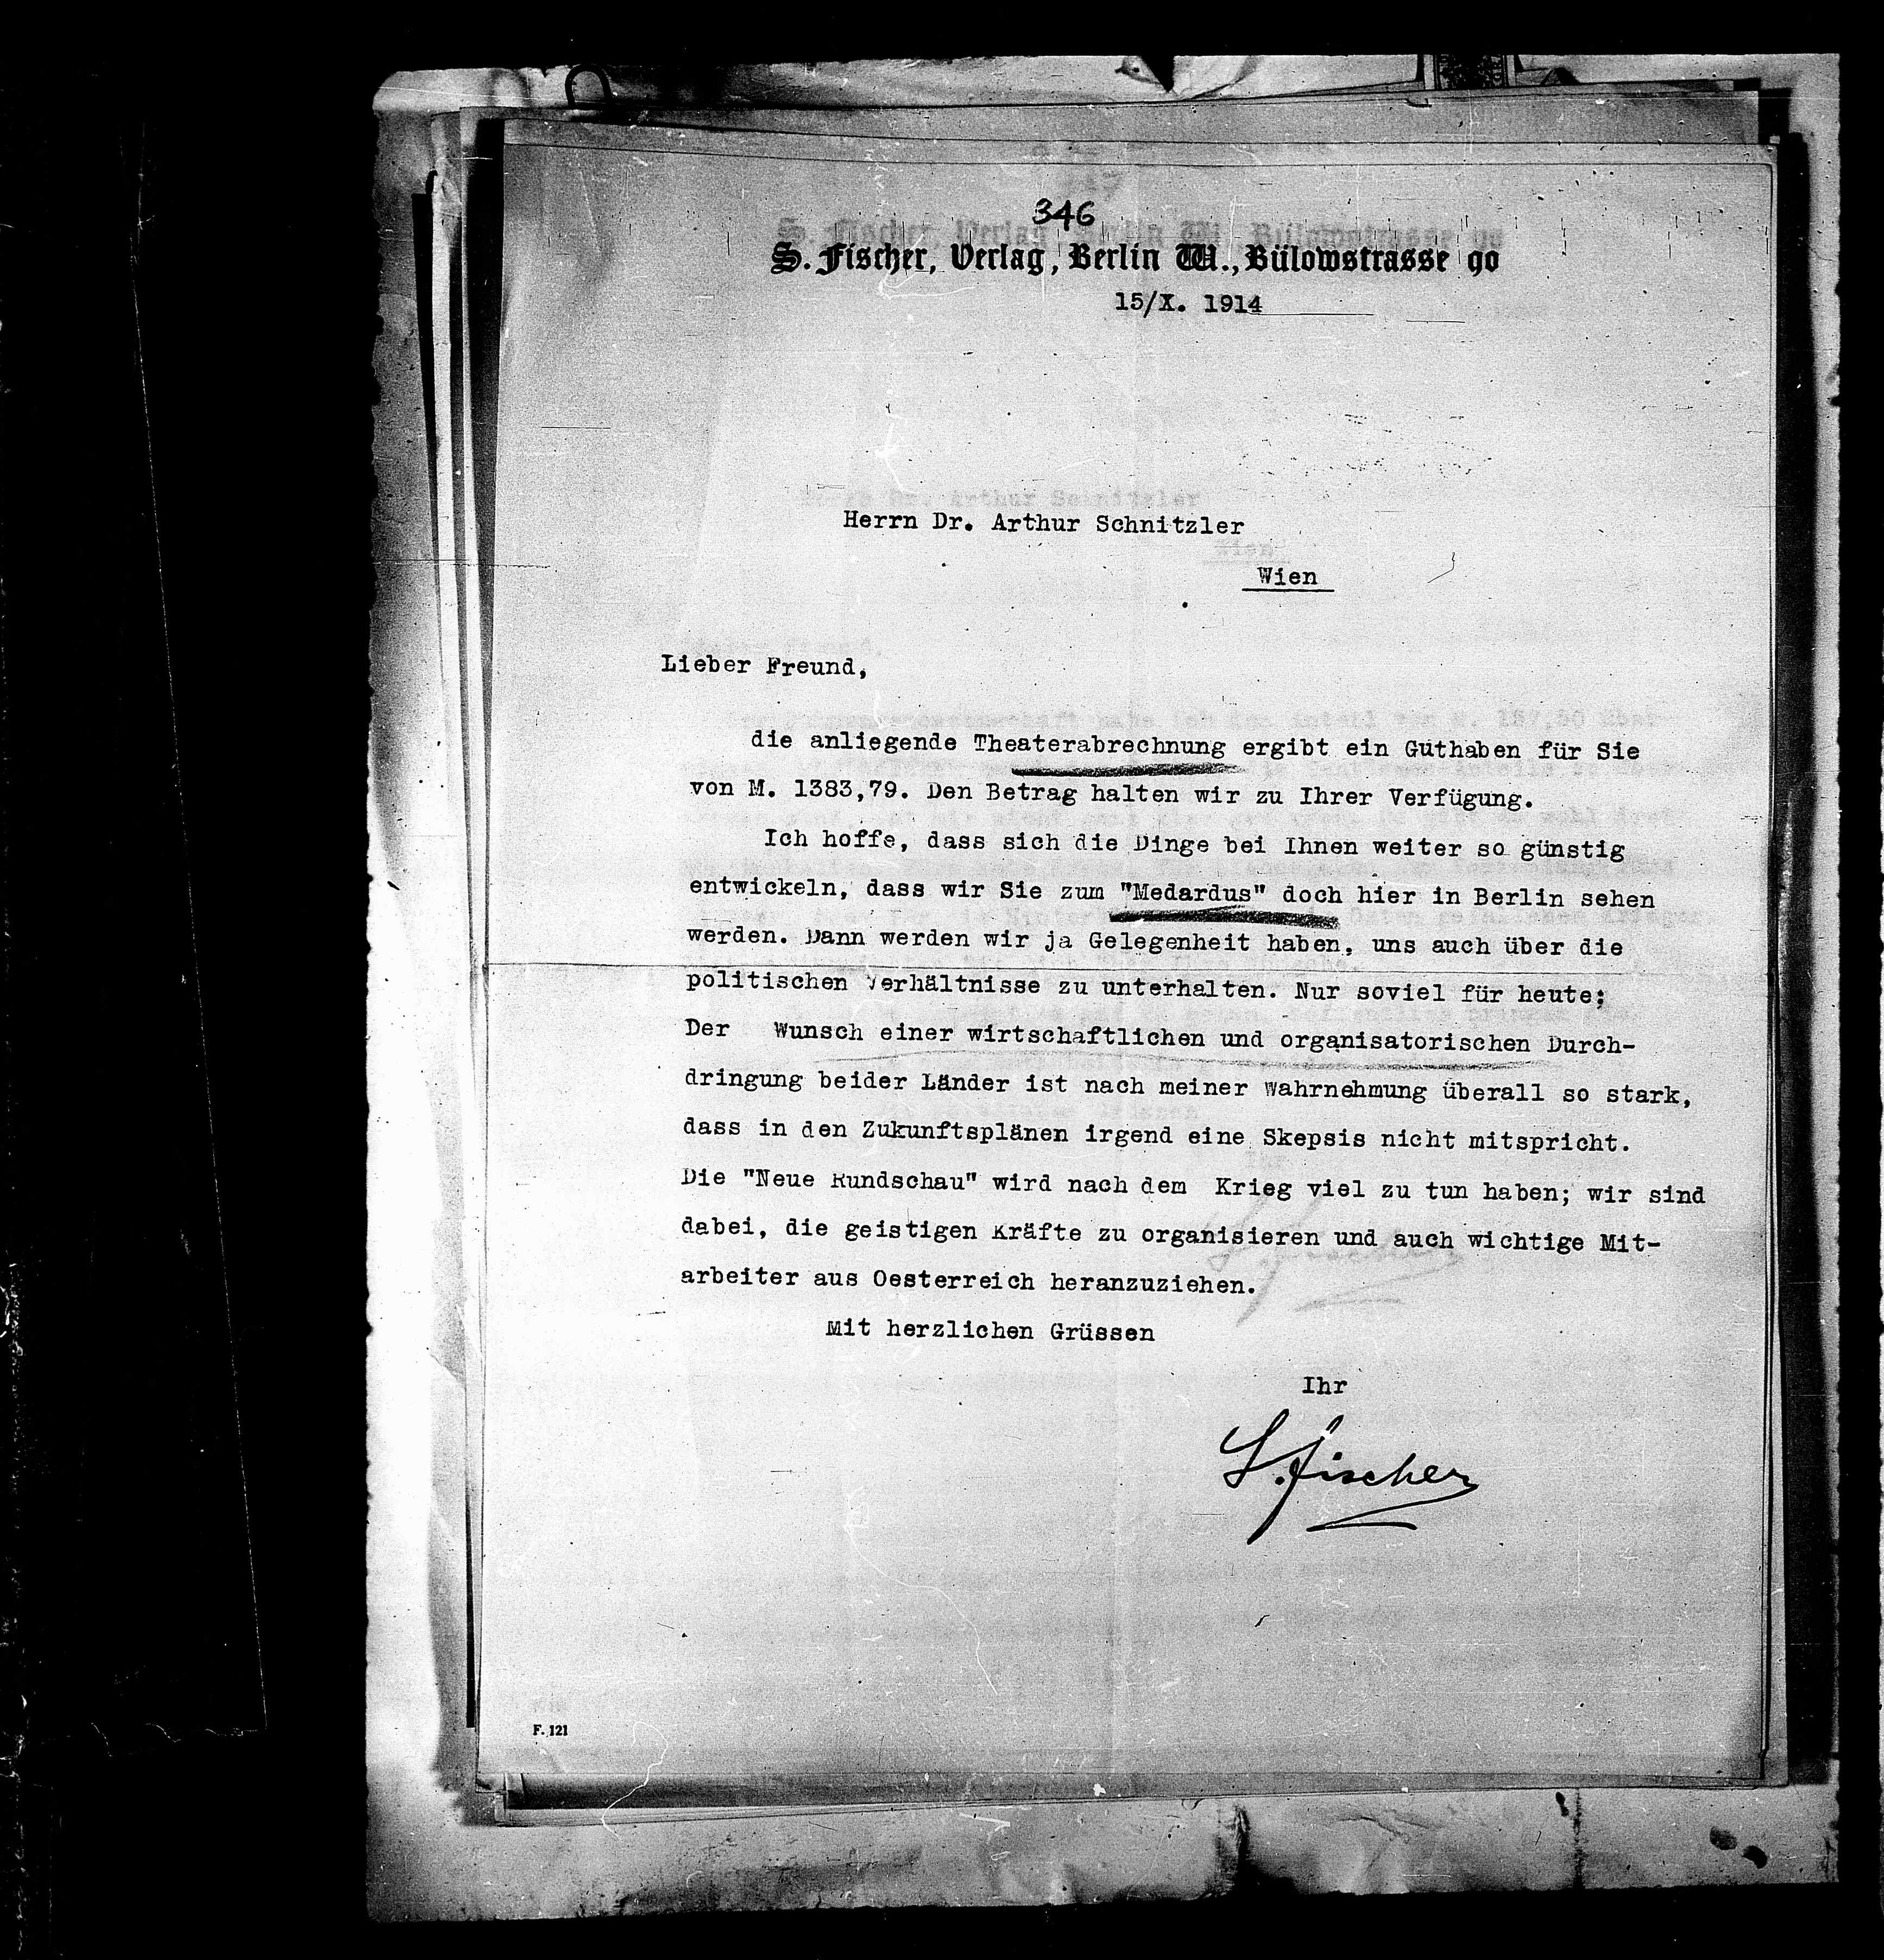 346
S. Fischer, Verlag, Berlin W., Bülowstrasse 90
15/X. 1914
Herrn Dr. Arthur Schnitzler
Wien
Lieber Freund,
die anliegende Theaterabrechnung ergibt ein Guthaben für Sie
von M. 1383,79. Den Betrag halten wir zu Ihrer Verfügung.
Ich hoffe, dass sich die Dinge bei Ihnen weiter so günstig
entwickeln, dass wir Sie zum "Medardus" doch hier in Berlin sehen
werden. Dann werden wir ja Gelegenheit haben, uns auch über die
politischen Verhältnisse zu unterhalten. Nur soviel für heute:
Der Wunsch einer wirtschaftlichen und organisatorischen Durch-
dringung beider Länder ist nach meiner Wahrnehmung überall so stark,
dass in den Zukunftsplänen irgend eine Skepsis nicht mitspricht.
Die "Neue Rundschau" wird nach dem Krieg viel zu tun haben; wir sind
dabei, die geistigen Kräfte zu organisieren und auch wichtige Mit-
arbeiter aus Oesterreich heranzuziehen.
Mit herzlichen Grüssen
Ihr
S. Fischer
F. 121